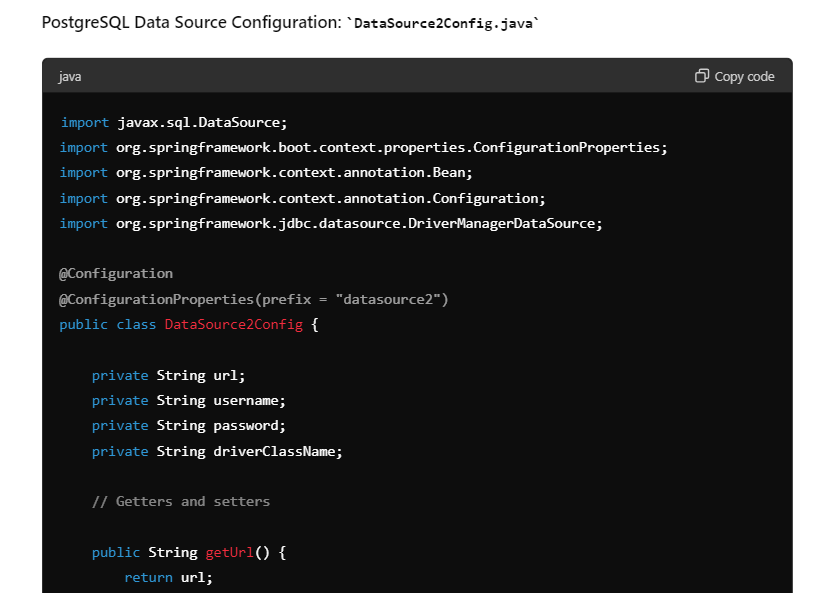 PostgreSQL Data Source Configuration: `DataSource2Config.java`
java
Copy code
import javax.sql.DataSource;
import org.springframework.boot.context.properties.ConfigurationProperties;
import org.springframework.context.annotation.Bean;
import org.springframework.context.annotation.Configuration;
import org.springframework.jdbc.datasource.DriverManagerDataSource;
@Configuration
@ConfigurationProperties(prefix = "datasource2")
public class DataSource2Config {
private String url;
private String username;
private String password;
private String driverClassName;
// Getters and setters
public String getUrl() {
return url;